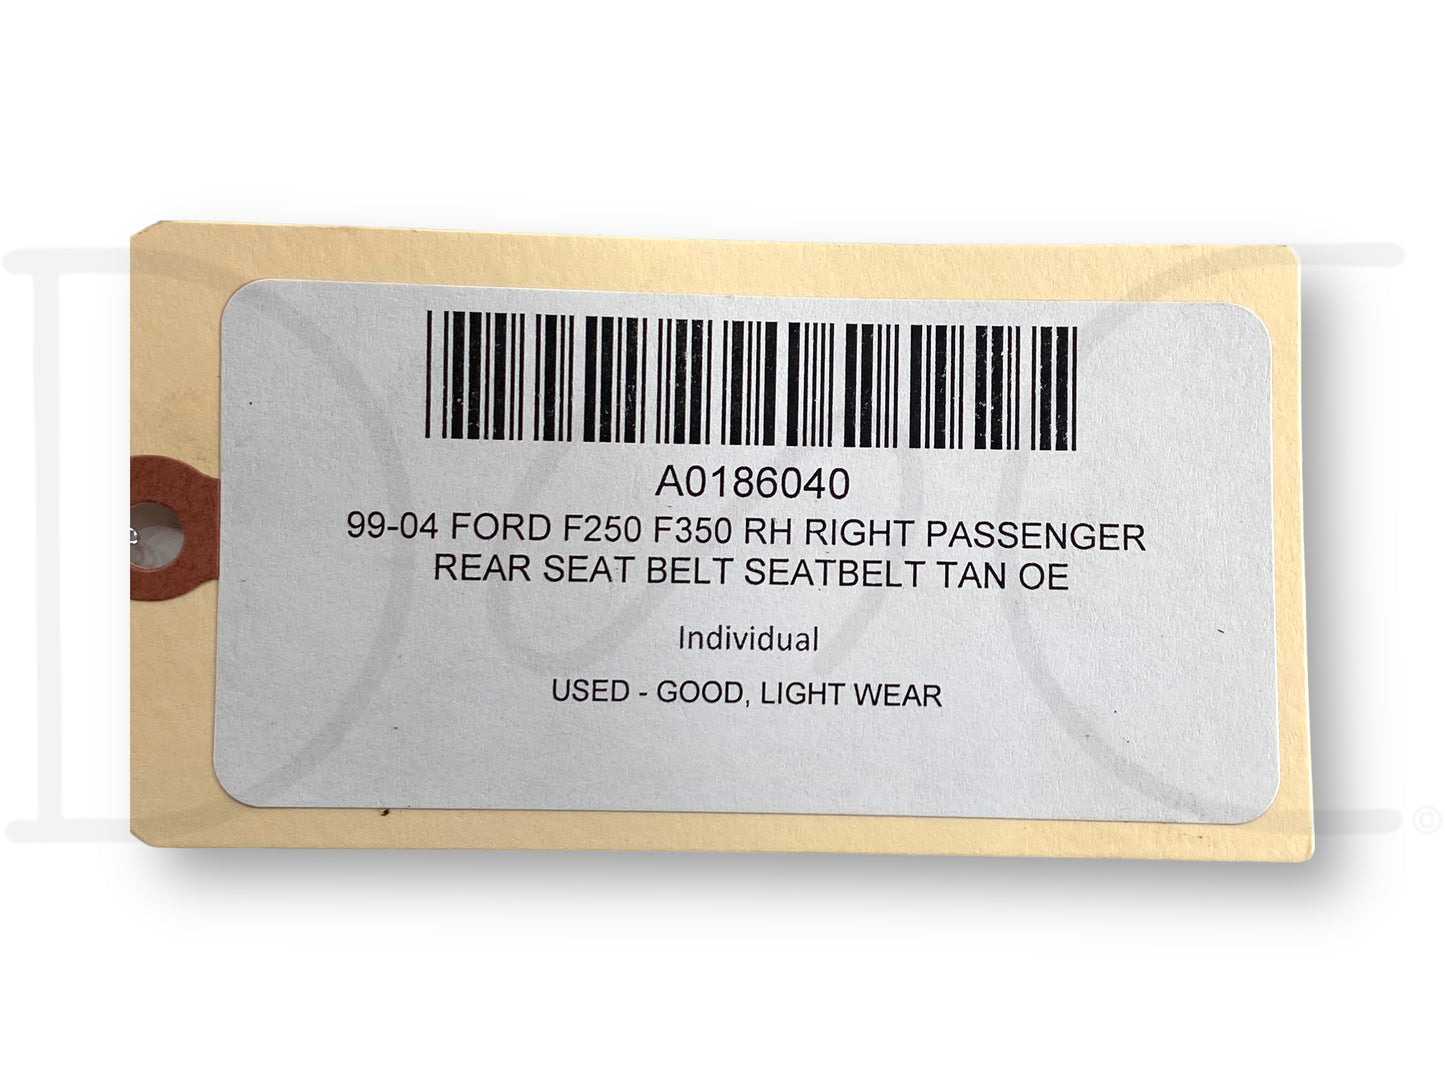 A0186040
99-04 FORD F250 F350 RH RIGHT PASSENGER
REAR SEAT BELT SEATBELT TAN OE
Individual
USED - GOOD, LIGHT WEAR
©